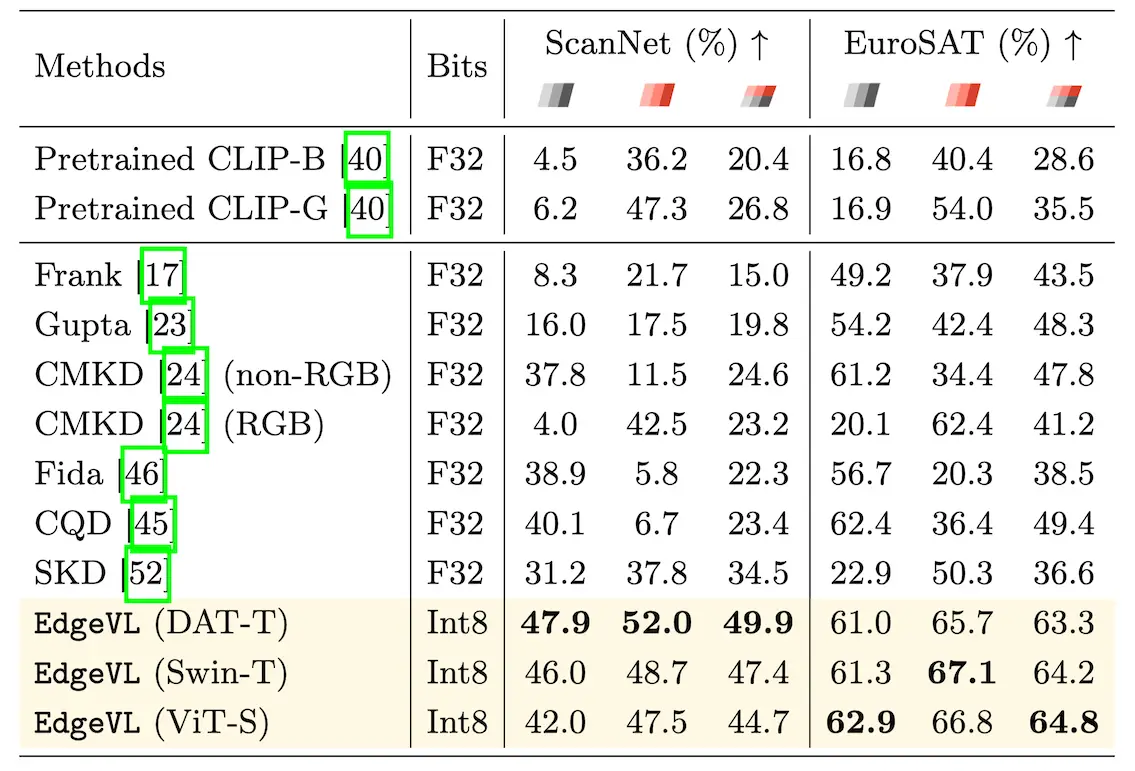 Methods Bits ScanNet (%) ↑ EuroSAT (%) ↑
Pretrained CLIP-B [40] F32 4.5 36.2 20.4 16.8 40.4 28.6
Pretrained CLIP-G [40] F32 6.2 47.3 26.8 16.9 54.0 35.5
Frank [17] F32 8.3 21.7 15.0 49.2 37.9 43.5
Gupta [23] F32 16.0 17.5 19.8 54.2 42.4 48.3
CMKD [24] (non-RGB) F32 37.8 11.5 24.6 61.2 34.4 47.8
CMKD [24] (RGB) F32 4.0 42.5 23.2 20.1 62.4 41.2
Fida [46] F32 38.9 5.8 22.3 56.7 20.3 38.5
CQD [45] F32 40.1 6.7 23.4 62.4 36.4 49.4
SKD [52] F32 31.2 37.8 34.5 22.9 50.3 36.6
EdgeVL (DAT-T) Int8 47.9 52.0 49.9 61.0 65.7 63.3
EdgeVL (Swin-T) Int8 46.0 48.7 47.4 61.3 67.1 64.2
EdgeVL (ViT-S) Int8 42.0 47.5 44.7 62.9 66.8 64.8